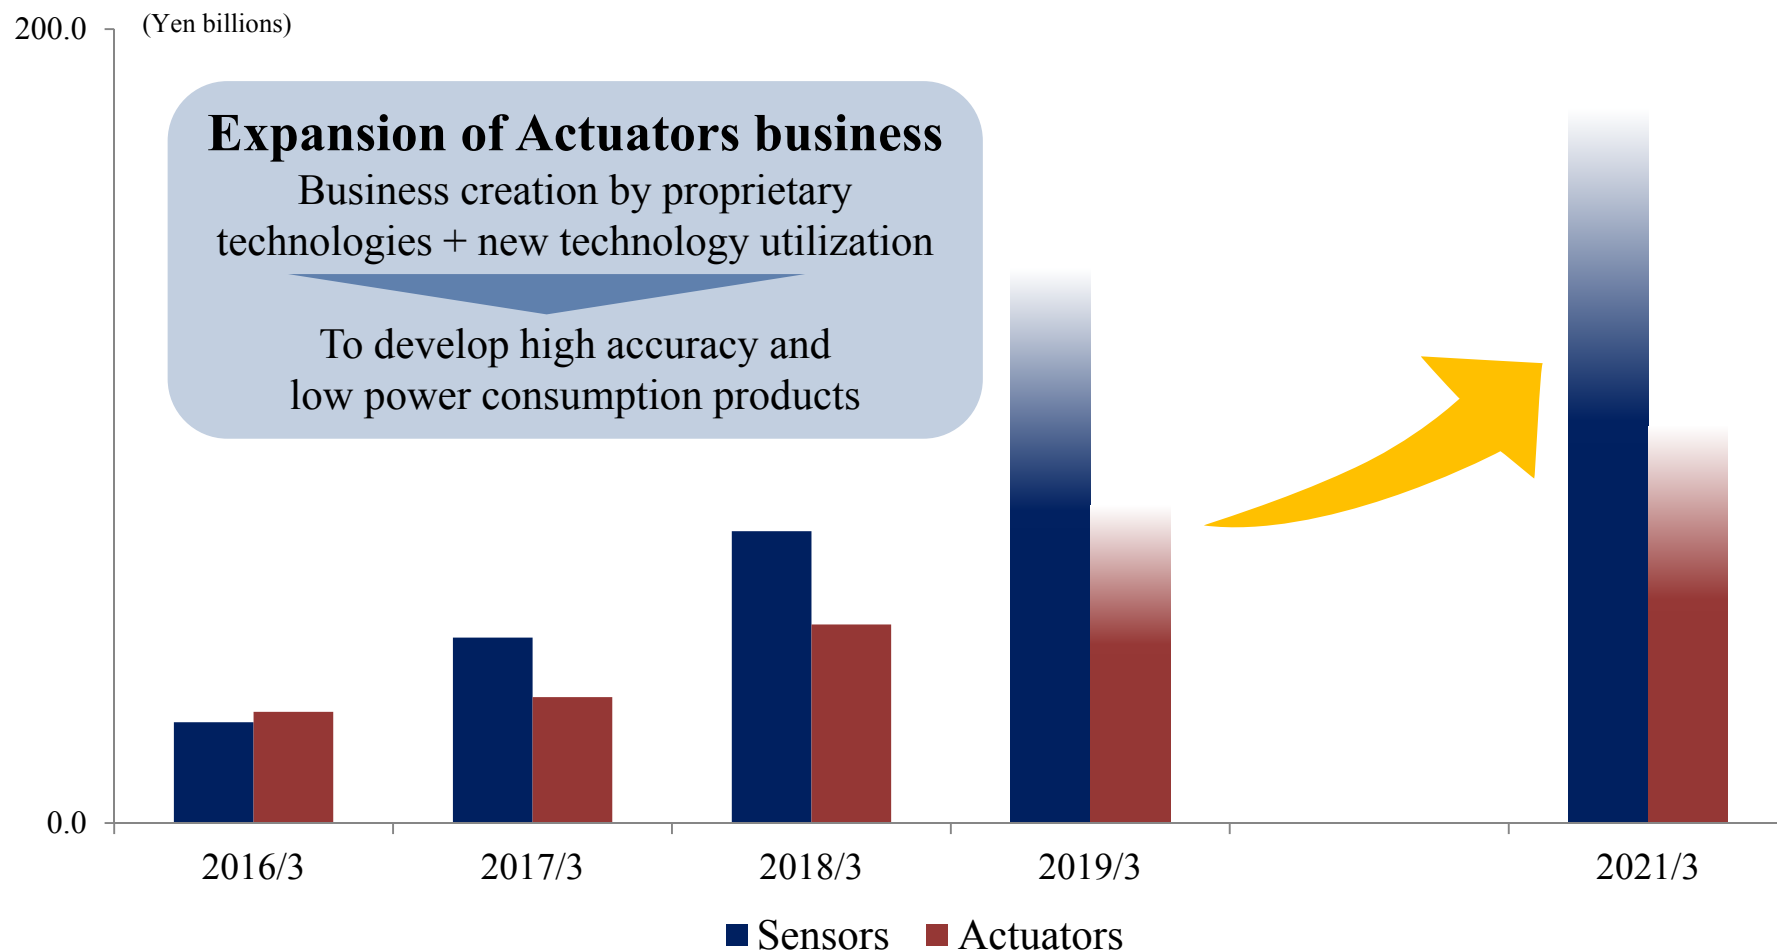 200.0
(Yen billions)
Expansion of Actuators business
Business creation by proprietary
technologies + new technology utilization
To develop high accuracy and
low power consumption products
0.0
2016/3
2017/3
2018/3
2019/3
2021/3
Sensors
Actuators